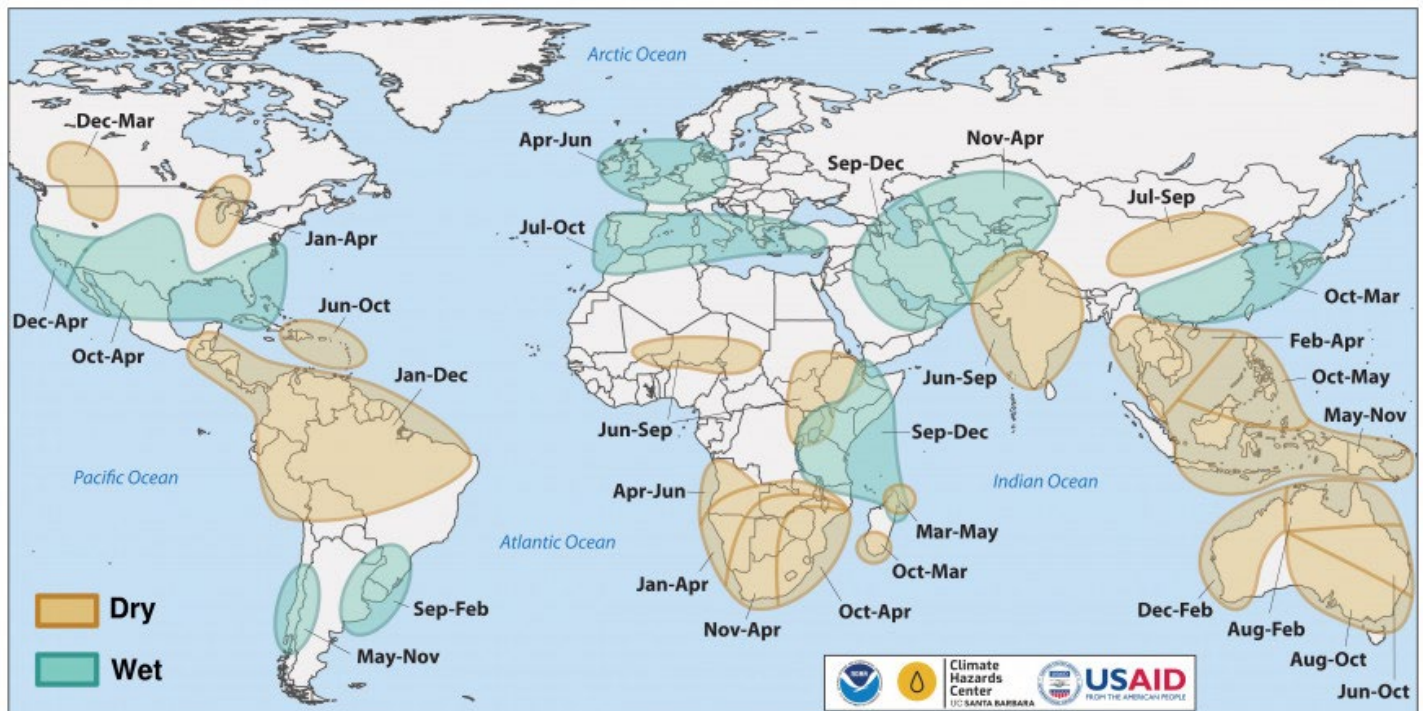 Arctic Ocean
Dec-Mar
Apr-Jun
Nov-Apr
Sep-Dec
Jul-Sep
Jan-Apr
Jul-Oct
Jun-Oct
Dec-Apr
Oct-Mar
Oct-Apr
Feb-Apr
Jan-Dec
Jun-Sep
Oct-May
May-Nov
Jun-Sep
Sep-Dec
Pacific Ocean
Apr-Jun
Indian Ocean
Atlantic Ocean
Mar-May
Jan-Apr
Oct-Mar
Dry
Sep-Feb
Oct-Apr
Dec-Feb
Nov-Apr
Aug-Feb
May-Nov
Wet
Aug-Oct
Jun-Oct
NOAA
Climate
Hazards
Center
UC SANTA BARBARA
USAID
FROM THE AMERICAN PEOPLE